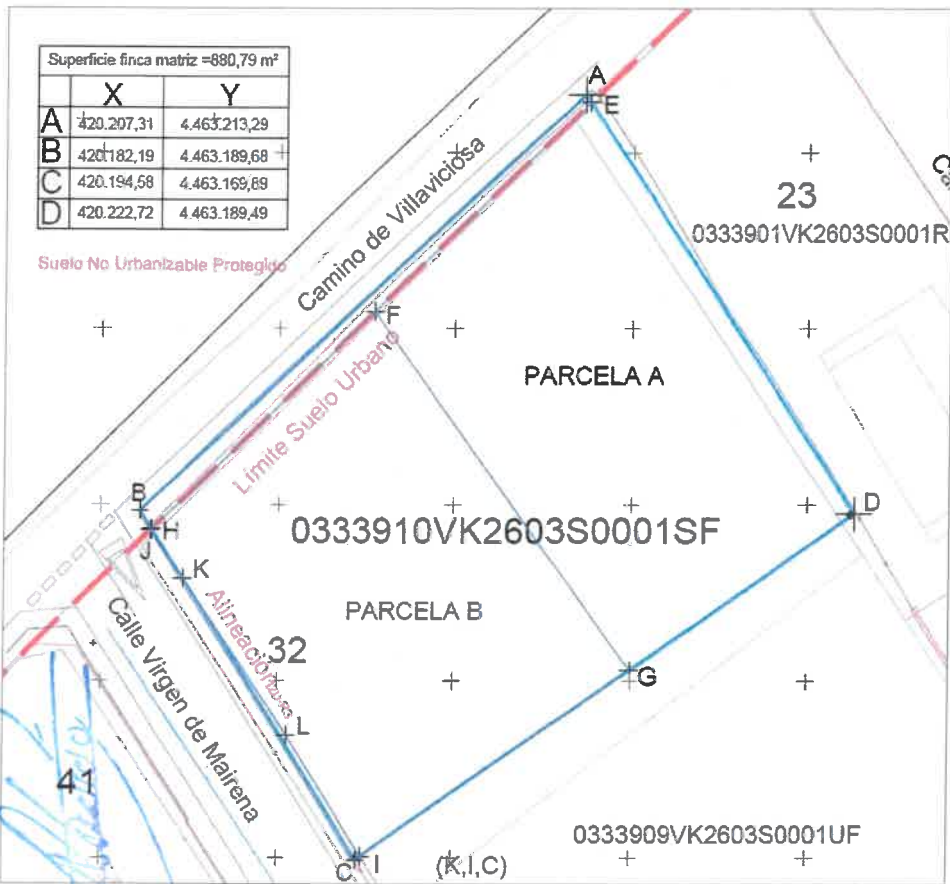 Superficie finca matriz =880,79 m²
X Y
A 420.207,31 4.463.213,29
B 420.182,19 4.463.189,68
C 420.194,58 4.463.169,89
D 420.222,72 4.463.189,49
Suelo No Urbanizable Protegido
A
E
Camino de Villaviciosa
23
0333901VK2603S0001R
F
Límite Suelo Urbano
PARCELA A
B
H
J
D
0333910VK2603S0001SF
K
PARCELA B
Alineación
32
Calle Virgen de Mairena
G
L
41
0333909VK2603S0001UF
C
I
(K,I,C)